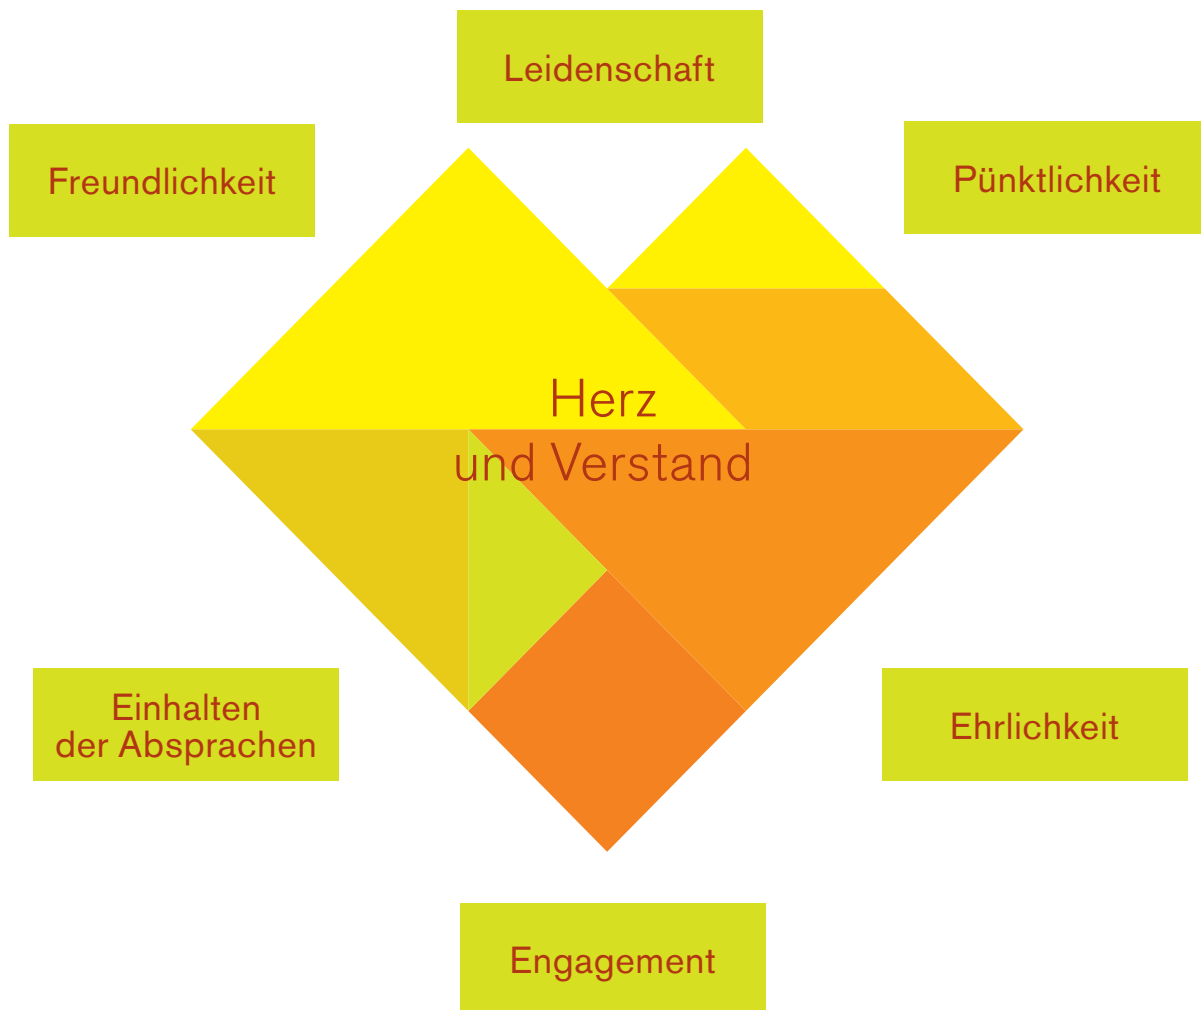 Leidenschaft
Freundlichkeit
Pünktlichkeit
Herz
und Verstand
Einhalten
der Absprachen
Ehrlichkeit
Engagement